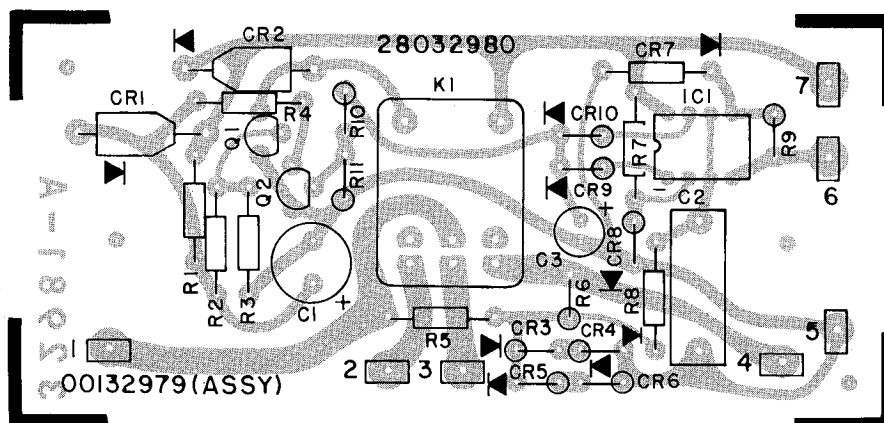 CR2
28032980
CR7
7
CR1
K1
IC1
R4
R10
CR10
R7
R9
Q1
R11
CR9
1
6
Q2
C2
+
C3
CR8
A-18923
R1
R2
R3
C1
+
R6
R8
5
R5
CR3
CR4
1
2
3
4
00132979(ASSY)
CR5
CR6